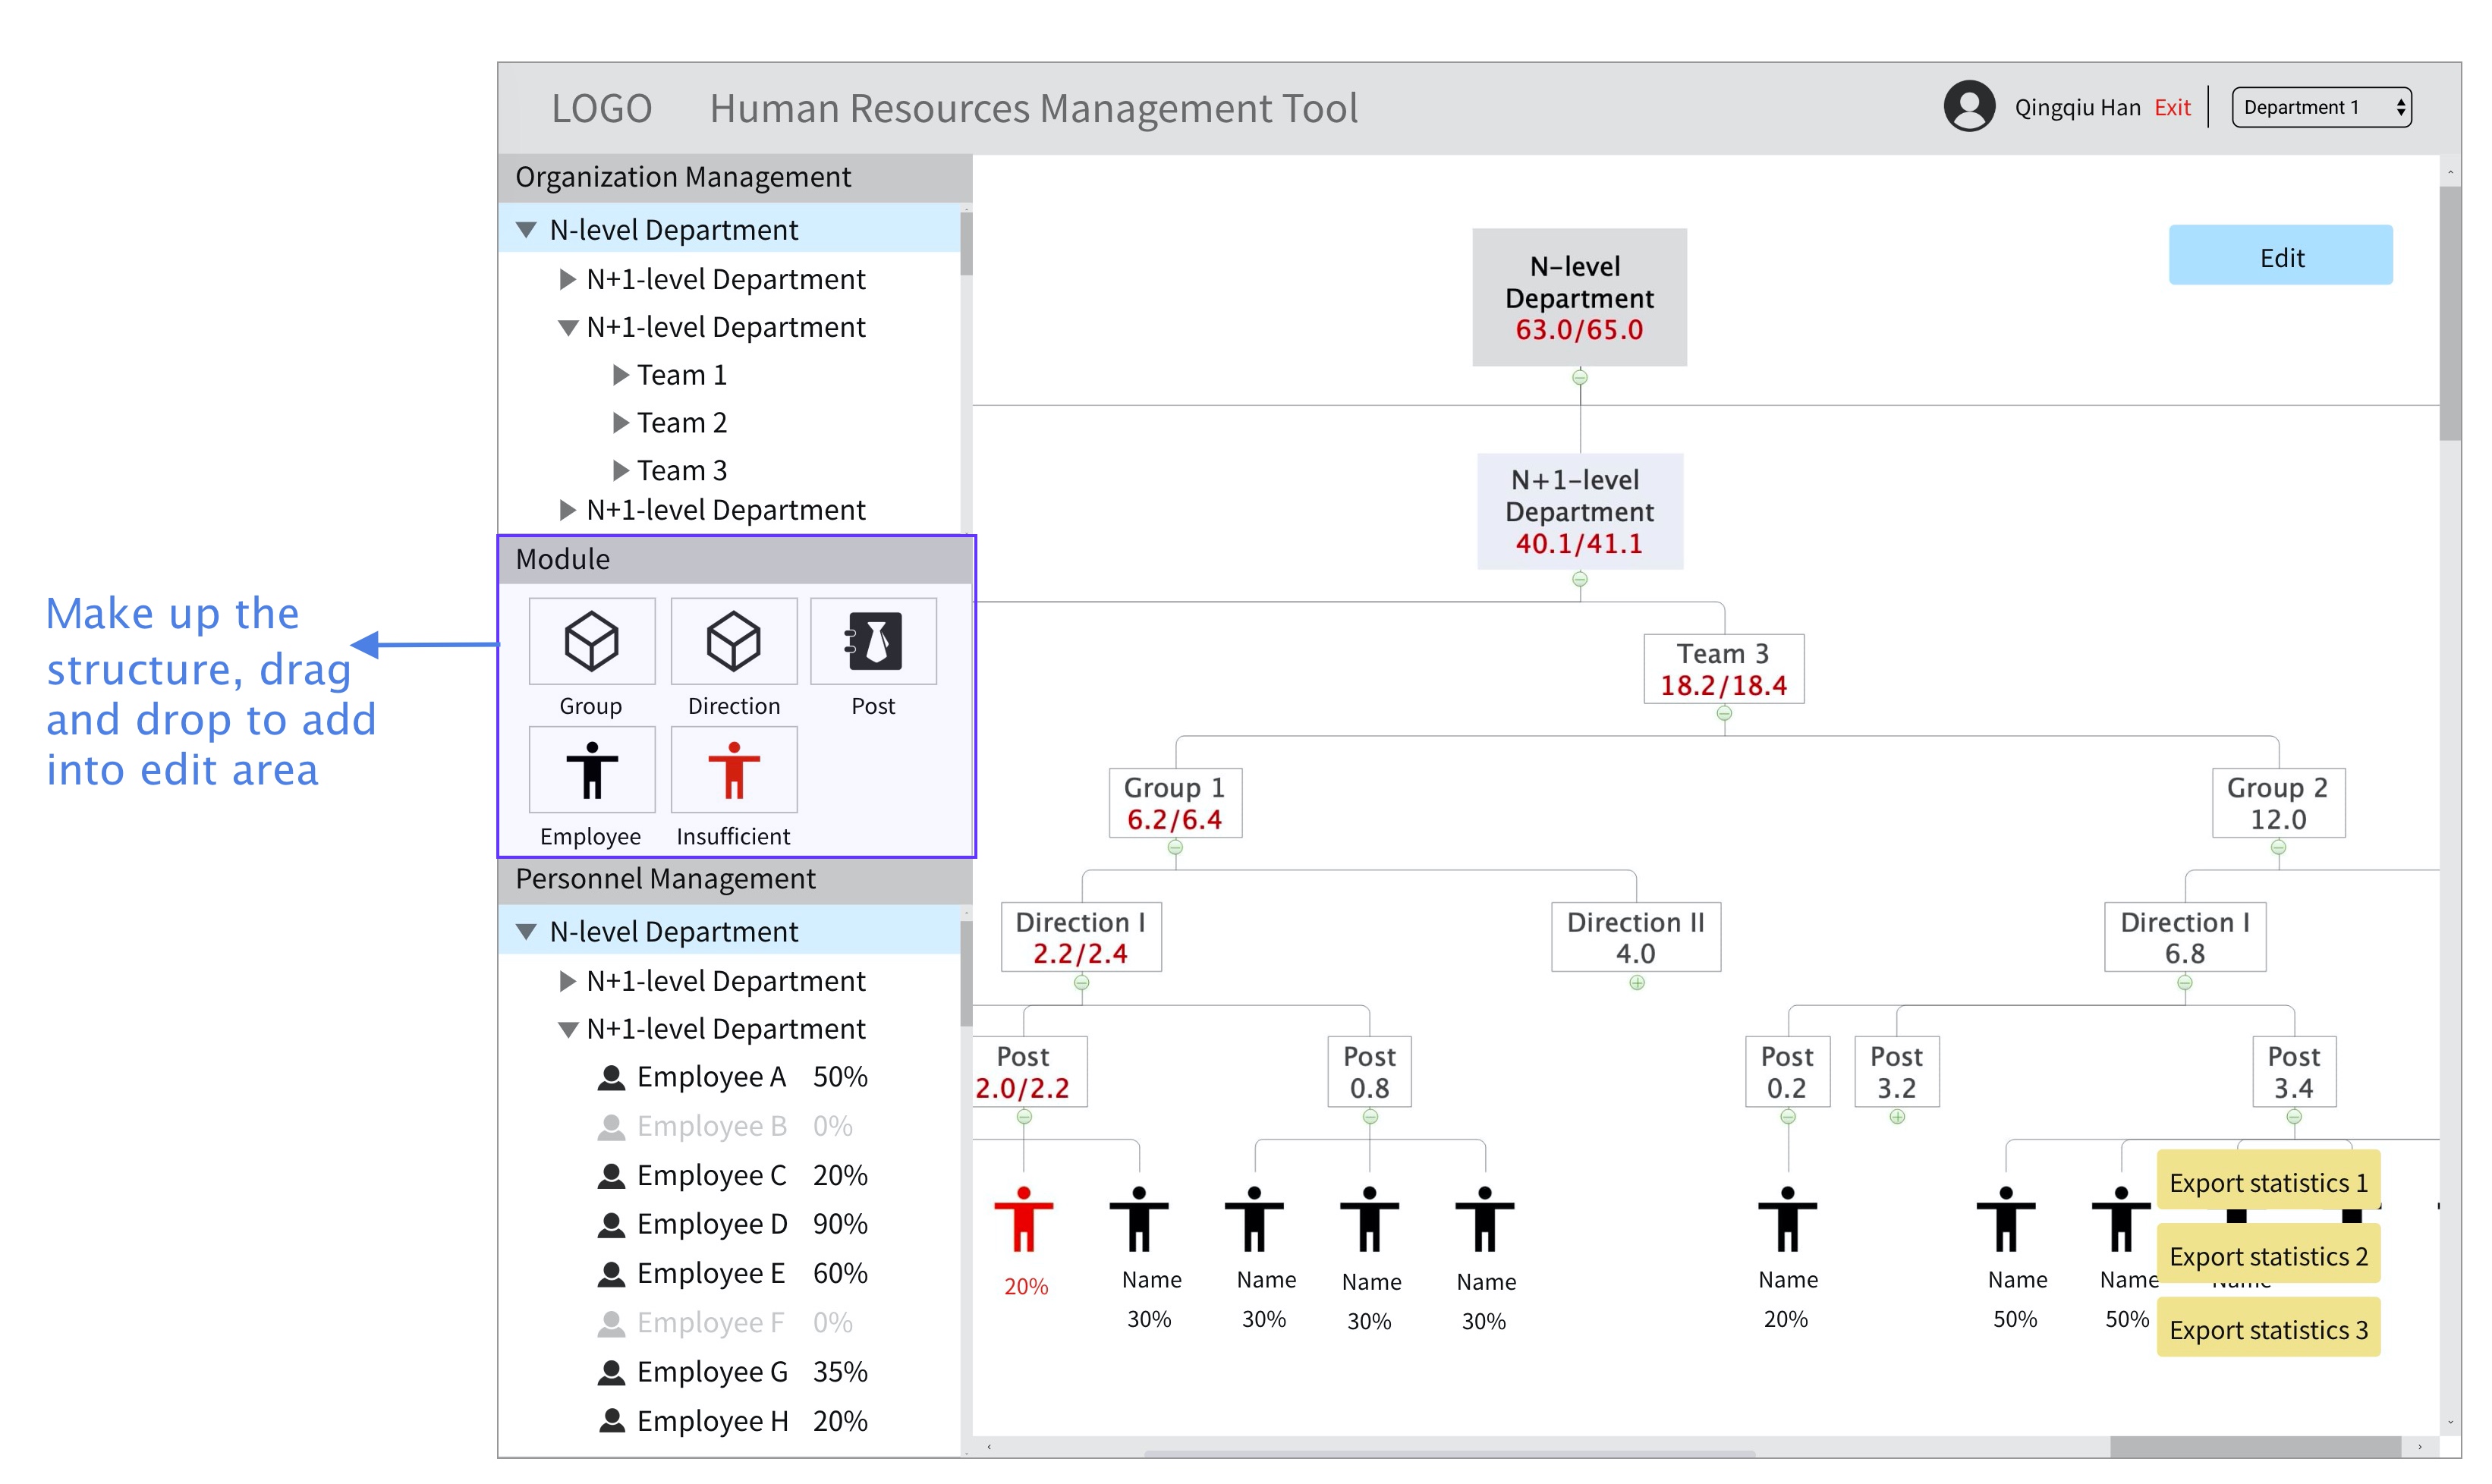 LOGO Human Resources Management Tool
Qingqiu Han Exit Department 1
Organization Management
N-level Department
N+1-level Department
N+1-level Department
Team 1
Team 2
Team 3
N+1-level Department
Module
Group Direction Post
Employee Insufficient
Make up the
structure, drag
and drop to add
into edit area
Personnel Management
N-level Department
N+1-level Department
N+1-level Department
Employee A 50%
Employee B 0%
Employee C 20%
Employee D 90%
Employee E 60%
Employee F 0%
Employee G 35%
Employee H 20%
Edit
N-level
Department
63.0/65.0
N+1-level
Department
40.1/41.1
Team 3
18.2/18.4
Group 1
6.2/6.4
Group 2
12.0
Direction I
2.2/2.4
Direction II
4.0
Direction I
6.8
Post
2.0/2.2
Post
0.8
Post
0.2
Post
3.2
Post
3.4
20%
Name
30%
Name
30%
Name
30%
Name
30%
Name
20%
Name
50%
Name
50%
Export statistics 1
Export statistics 2
Export statistics 3